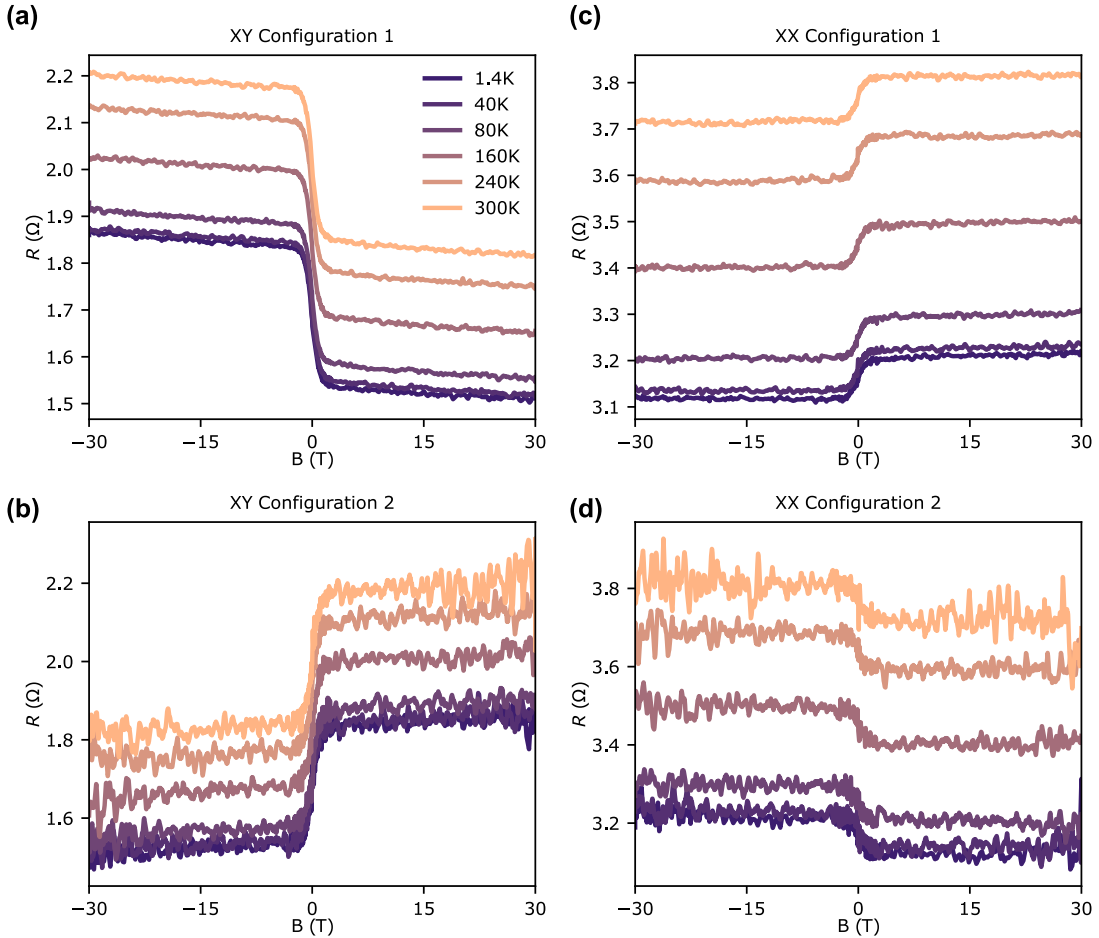 (a)
XY Configuration 1
R (Ω)
2.2
2.1
2.0
1.9
1.8
1.7
1.6
1.5
1.4K
40K
80K
160K
240K
300K
−30
−15
0
15
30
B (T)
(c)
XX Configuration 1
R (Ω)
3.8
3.7
3.6
3.5
3.4
3.3
3.2
3.1
−30
−15
0
15
30
B (T)
(b)
XY Configuration 2
R (Ω)
2.2
2.0
1.8
1.6
−30
−15
0
15
30
B (T)
(d)
XX Configuration 2
R (Ω)
3.8
3.6
3.4
3.2
−30
−15
0
15
30
B (T)